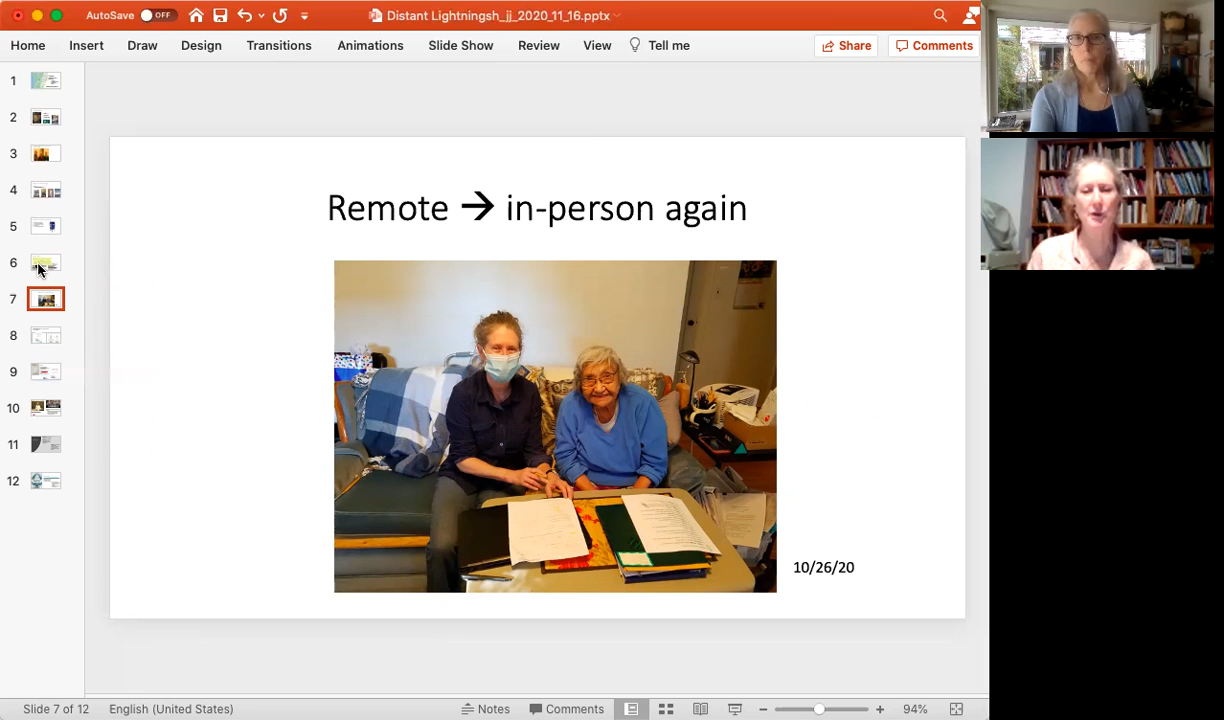 AutoSave OFF
Distant Lightningsh_jj_2020_11_16.pptx
Home Insert Draw Design Transitions Animations Slide Show Review View Tell me Share Comments
1
2
3
4
5
6
7
8
9
10
11
12
Remote → in-person again
10/26/20
Slide 7 of 12 English (United States) Notes Comments 94%